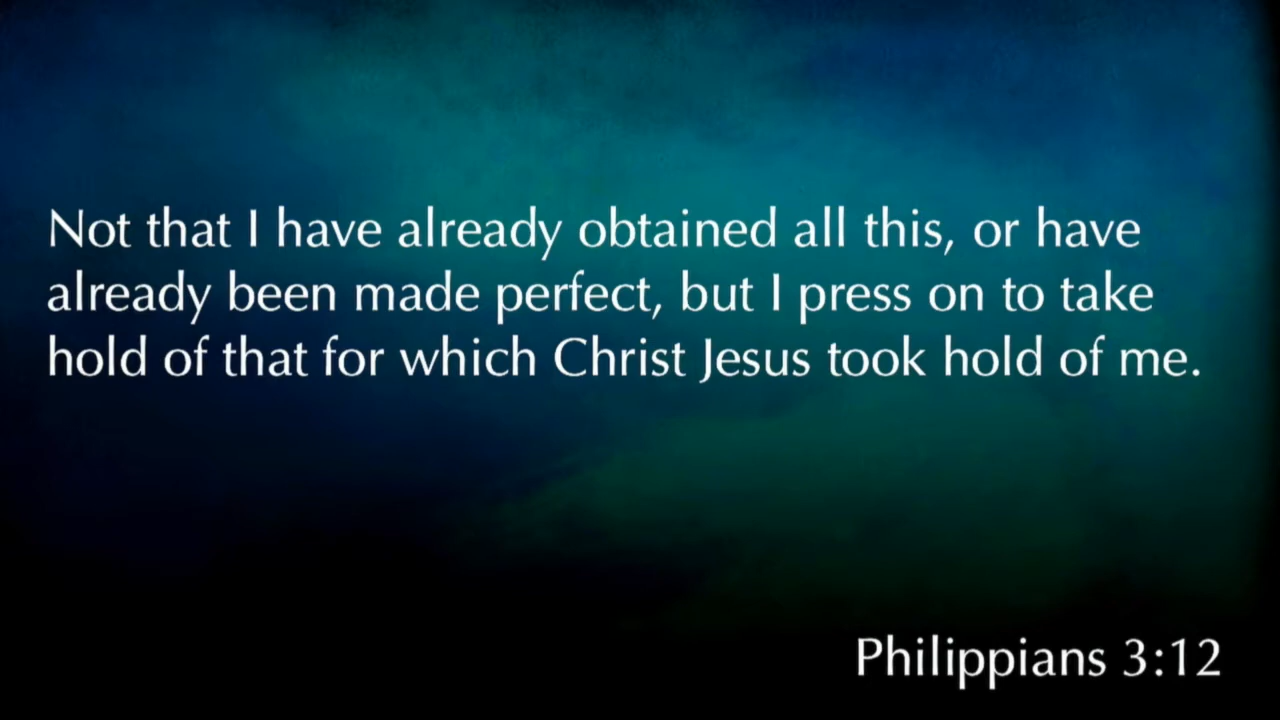 Not that I have already obtained all this, or have
already been made perfect, but I press on to take
hold of that for which Christ Jesus took hold of me.
Philippians 3:12